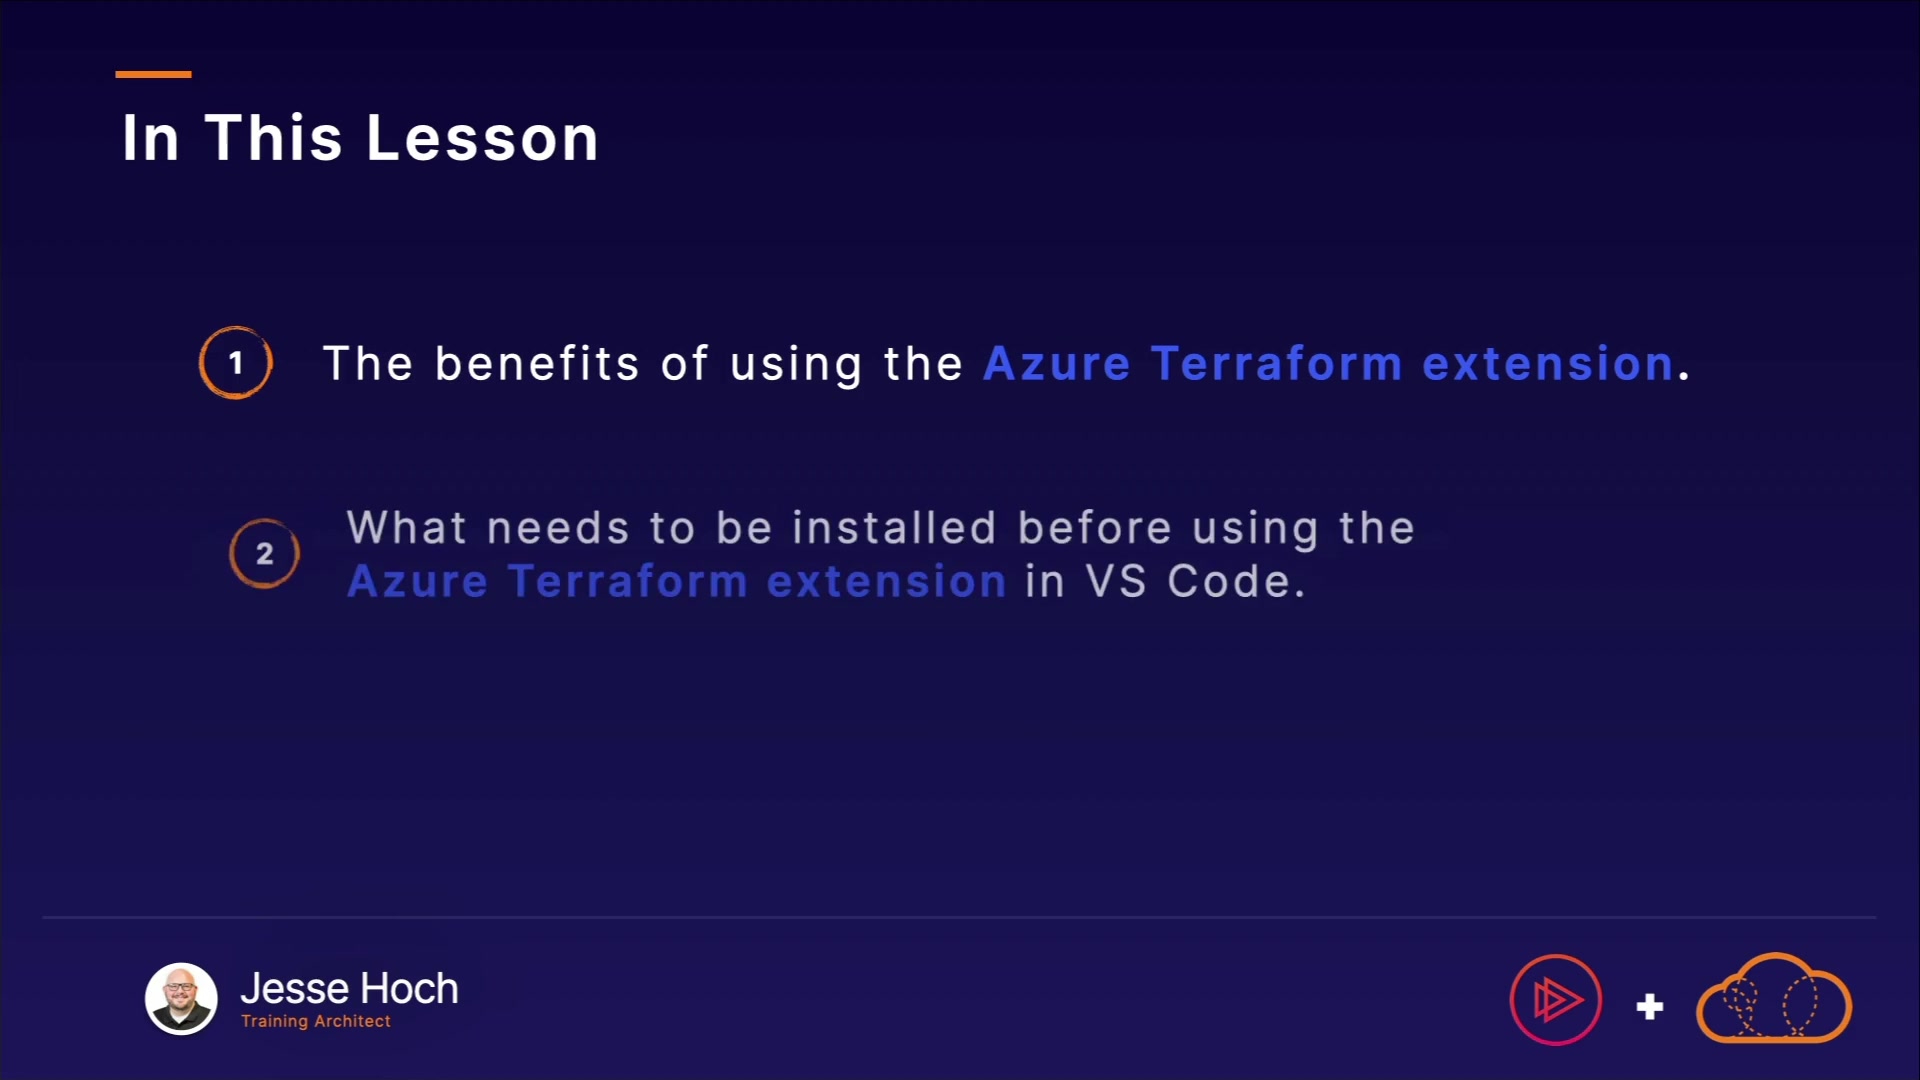 In This Lesson
1 The benefits of using the Azure Terraform extension.
2 What needs to be installed before using the
Azure Terraform extension in VS Code.
Jesse Hoch
Training Architect